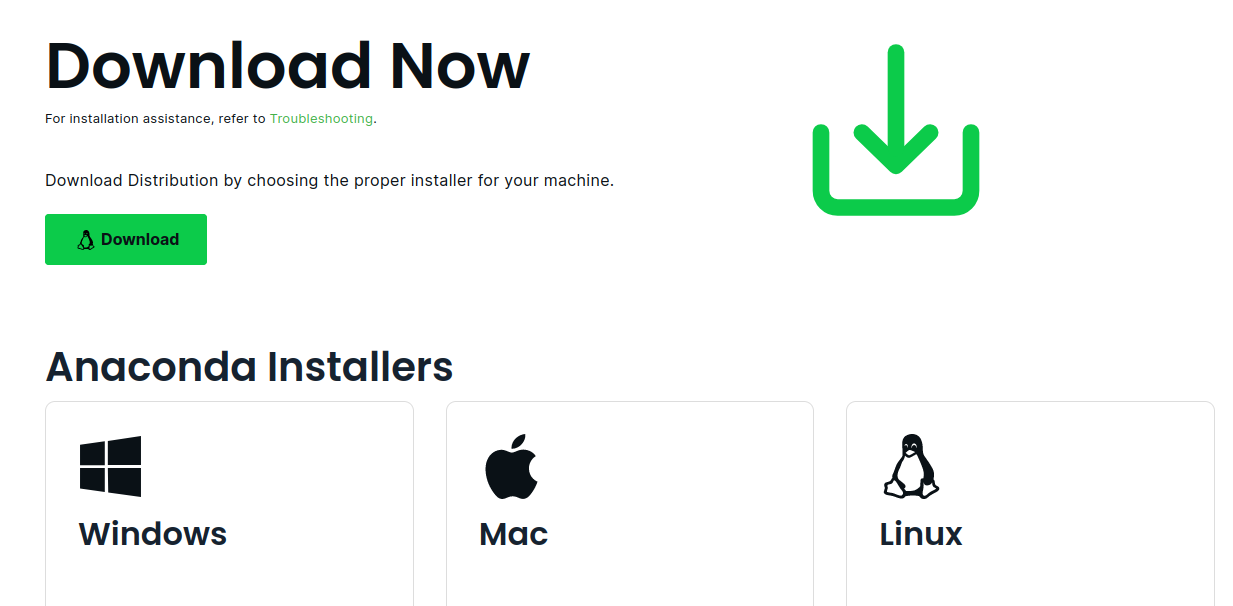 Download Now
For installation assistance, refer to Troubleshooting.
Download Distribution by choosing the proper installer for your machine.
Download
Anaconda Installers
Windows
Mac
Linux